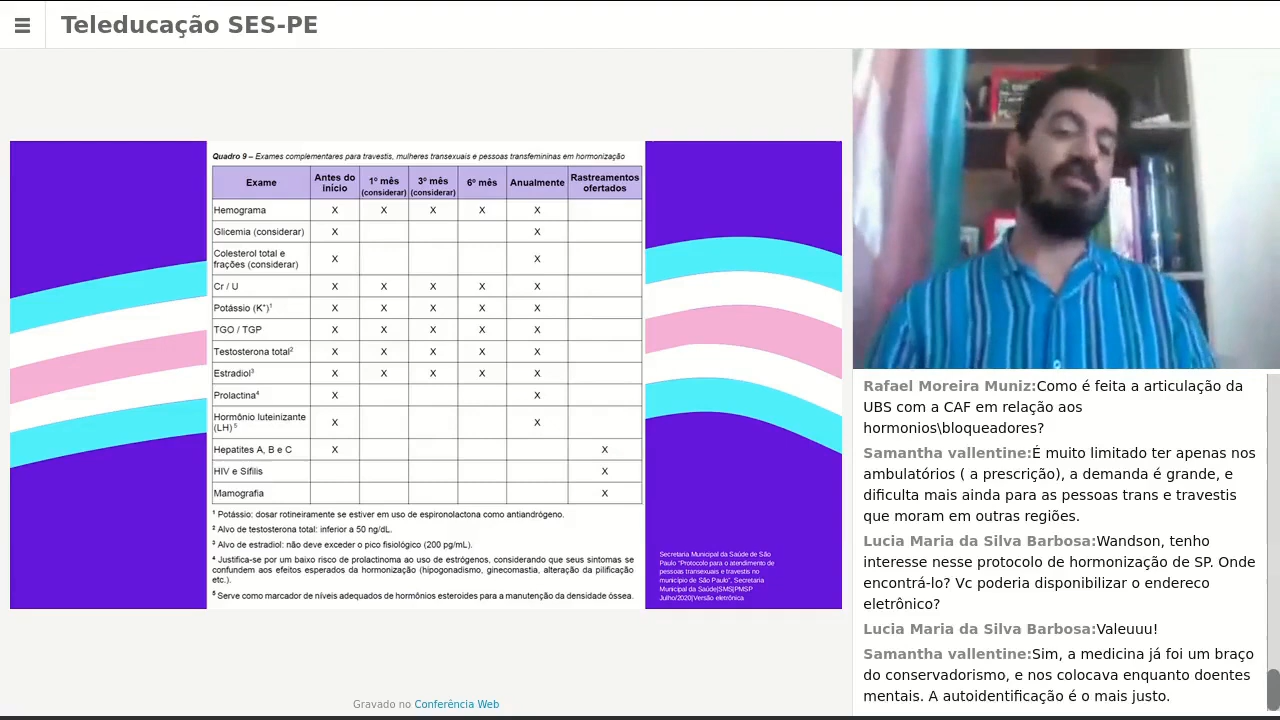 Teleducação SES-PE
Quadro 9 – Exames complementares para travestis, mulheres transexuais e pessoas transfemininas em hormonização
Exame Antes do início 1º mês (considerar) 3º mês (considerar) 6º mês Anualmente Rastreamentos ofertados
Hemograma X X X X X
Glicemia (considerar) X X
Colesterol total e frações (considerar) X X
Cr / U X X X X X
Potássio (K⁺)¹ X X X X X
TGO / TGP X X X X X
Testosterona total² X X X X X
Estradiol³ X X X X X
Prolactina⁴ X X
Hormônio luteinizante (LH)⁵ X X
Hepatites A, B e C X X
HIV e Sífilis X
Mamografia X
¹ Potássio: dosar rotineiramente se estiver em uso de espironolactona como antiandrógeno.
² Alvo de testosterona total: inferior a 50 ng/dL.
³ Alvo de estradiol: não deve exceder o pico fisiológico (200 pg/mL).
⁴ Justifica-se por um baixo risco de prolactinoma ao uso de estrógenos, considerando que seus sintomas se
confundem aos efeitos esperados da hormonização (hipogonadismo, ginecomastia, alteração da pilificação
etc.).
⁵ Serve como marcador de níveis adequados de hormônios esteroides para a manutenção da densidade óssea.
Secretaria Municipal da Saúde de São
Paulo "Protocolo para o atendimento de
pessoas transexuais e travestis no
município de São Paulo", Secretaria
Municipal da Saúde|SMS|PMSP
Julho/2020|Versão eletrônica
Gravado no Conferência Web
Rafael Moreira Muniz:Como é feita a articulação da
UBS com a CAF em relação aos
hormonios\bloqueadores?
Samantha vallentine:É muito limitado ter apenas nos
ambulatórios ( a prescrição), a demanda é grande, e
dificulta mais ainda para as pessoas trans e travestis
que moram em outras regiões.
Lucia Maria da Silva Barbosa:Wandson, tenho
interesse nesse protocolo de hormonização de SP. Onde
encontrá-lo? Vc poderia disponibilizar o endereco
eletrônico?
Lucia Maria da Silva Barbosa:Valeuuu!
Samantha vallentine:Sim, a medicina já foi um braço
do conservadorismo, e nos colocava enquanto doentes
mentais. A autoidentificação é o mais justo.